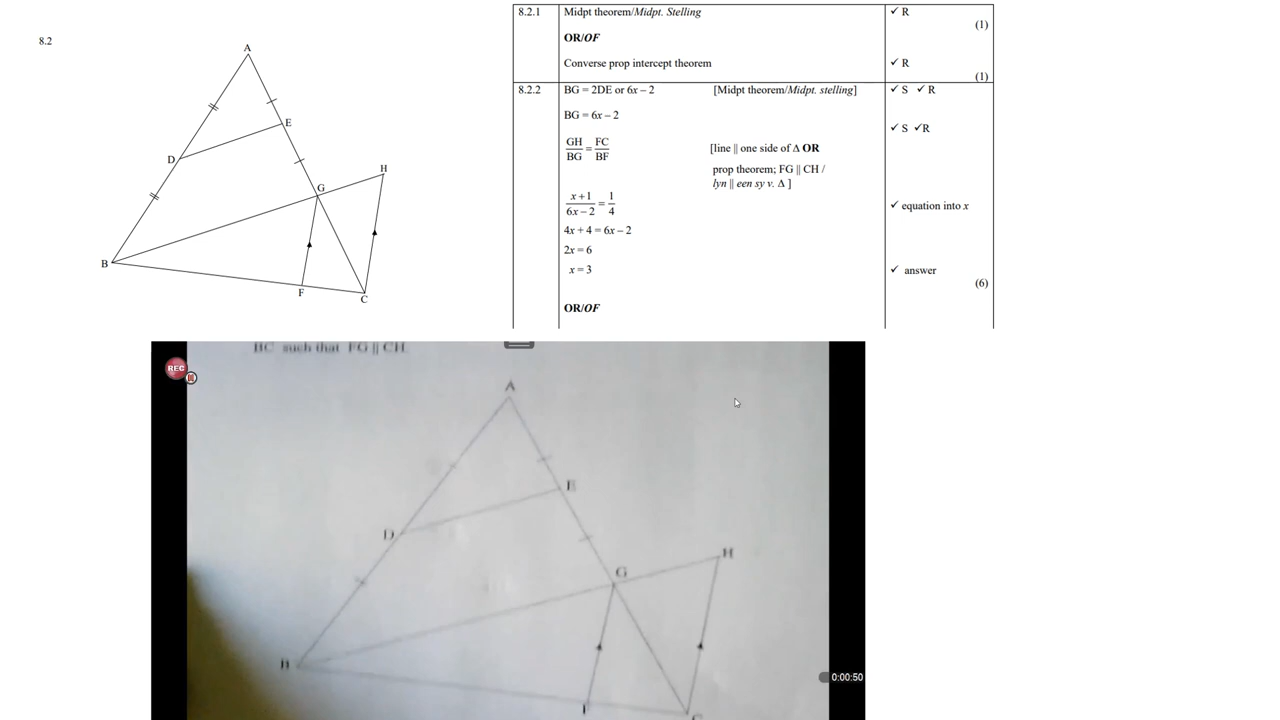 8.2
A
E
D
H
G
B
F
C
8.2.1 Midpt theorem/Midpt. Stelling ✓ R
(1)
OR/OF
Converse prop intercept theorem ✓ R
(1)
8.2.2 BG = 2DE or 6x – 2 [Midpt theorem/Midpt. stelling] ✓ S ✓ R
BG = 6x – 2
✓ S ✓R
GH/BG = FC/BF [line || one side of Δ OR
prop theorem; FG || CH /
lyn || een sy v. Δ ]
x + 1/6x – 2 = 1/4 ✓ equation into x
4x + 4 = 6x – 2
2x = 6
x = 3 ✓ answer
(6)
OR/OF
BC such that FG || CH
REC
A
E
D
H
G
B
F
C
0:00:50